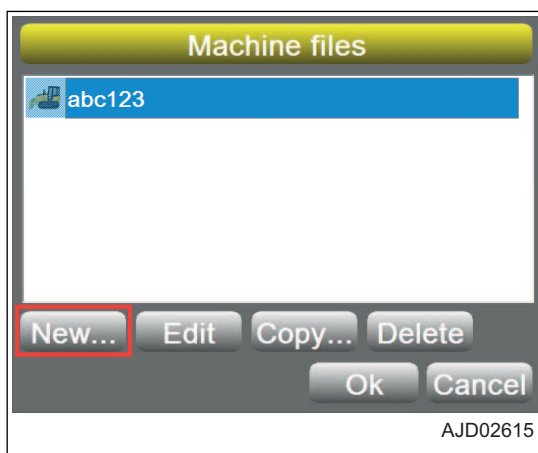 Machine files
abc123
New... Edit Copy... Delete
Ok Cancel
AJD02615